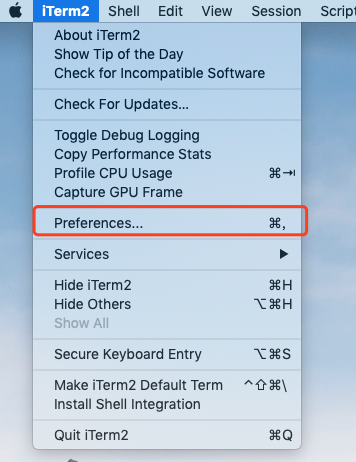 iTerm2 Shell Edit View Session Script
About iTerm2
Show Tip of the Day
Check for Incompatible Software
Check For Updates...
Toggle Debug Logging
Copy Performance Stats
Profile CPU Usage ⌘⇥
Capture GPU Frame
Preferences... ⌘,
Services ▶
Hide iTerm2 ⌘H
Hide Others ⌥⌘H
Show All
Secure Keyboard Entry ⌥⌘S
Make iTerm2 Default Term ^⇧⌘\
Install Shell Integration
Quit iTerm2 ⌘Q